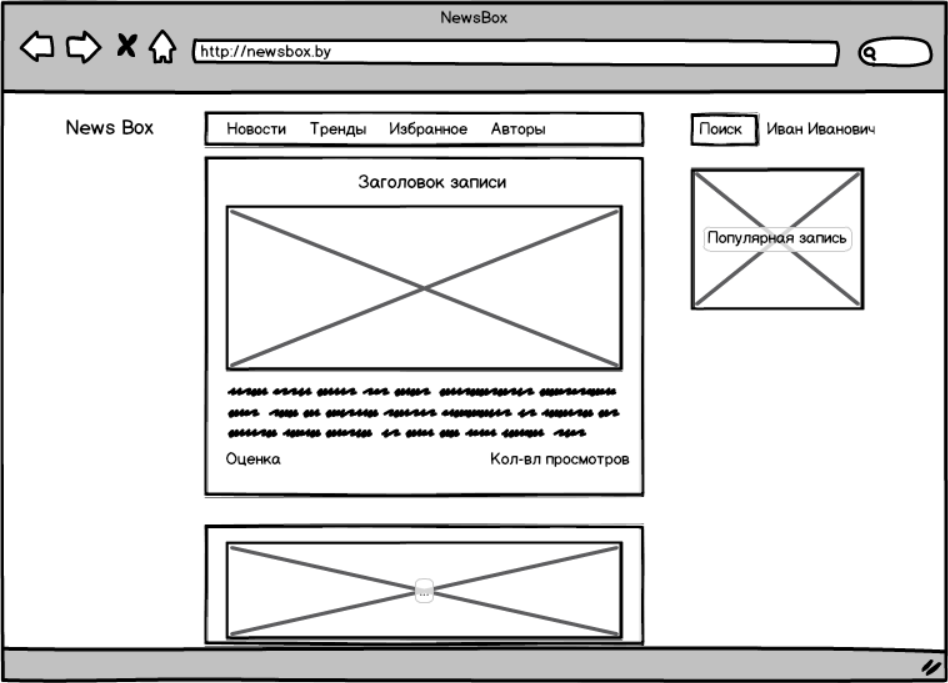 NewsBox
http://newsbox.by
News Box
Новости Тренды Избранное Авторы
Поиск Иван Иванович
Заголовок записи
Популярная запись
Оценка Кол-вл просмотров
...